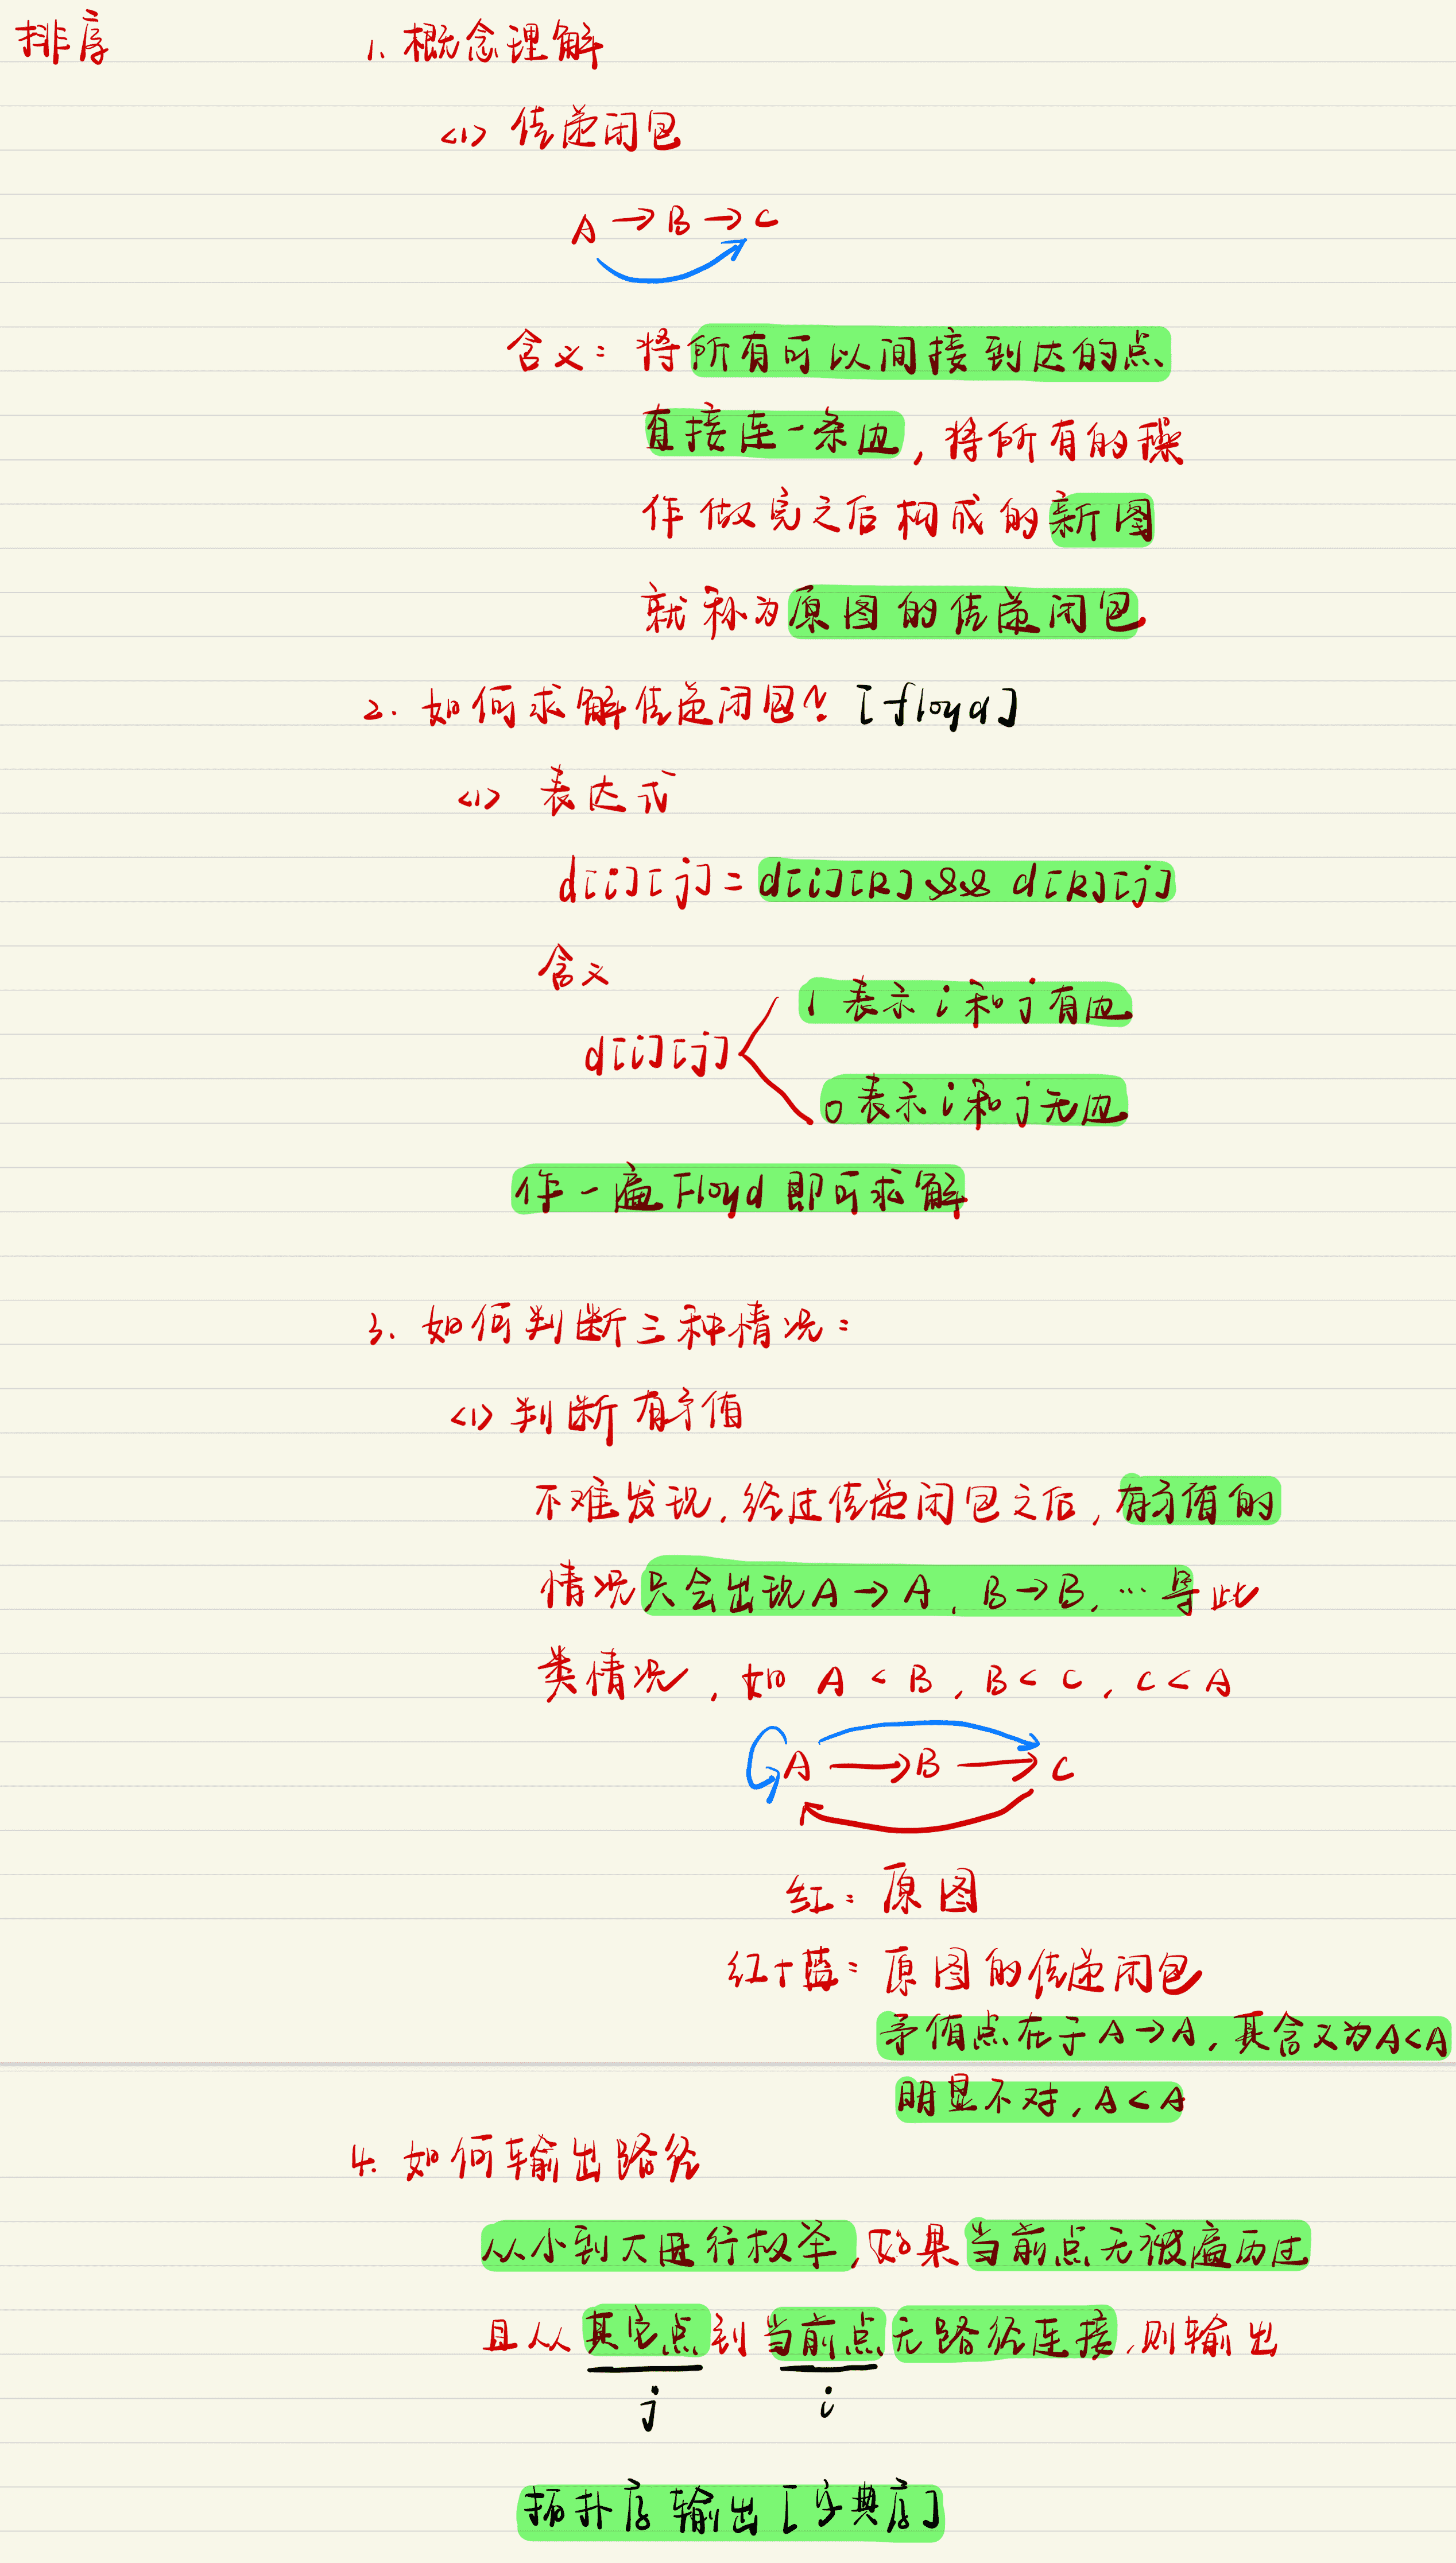 排序
1. 概念理解
<1> 传递闭包
A → B → C
含义: 将所有可以间接到达的点
直接连一条边, 将所有的操
作做完之后构成的新图
就称为原图的传递闭包
2. 如何求解传递闭包? [floyd]
<1> 表达式
d[i][j] = d[i][k] && d[k][j]
含义
1 表示 i 和 j 有边
d[i][j]
0 表示 i 和 j 无边
作一遍 Floyd 即可求解
3. 如何判断三种情况:
<1> 判断有矛盾
不难发现, 经过传递闭包之后, 有矛盾的
情况只会出现 A → A, B → B, … 等此
类情况, 如 A < B, B < C, C < A
A → B → C
红: 原图
红+蓝: 原图的传递闭包
矛盾点在于 A → A, 其含义为 A < A
明显不对, A < A
4. 如何输出路径
从小到大进行枚举, 如果当前点无被遍历过
且从其它点到当前点无路径连接, 则输出
j i
拓扑序输出 [字典序]